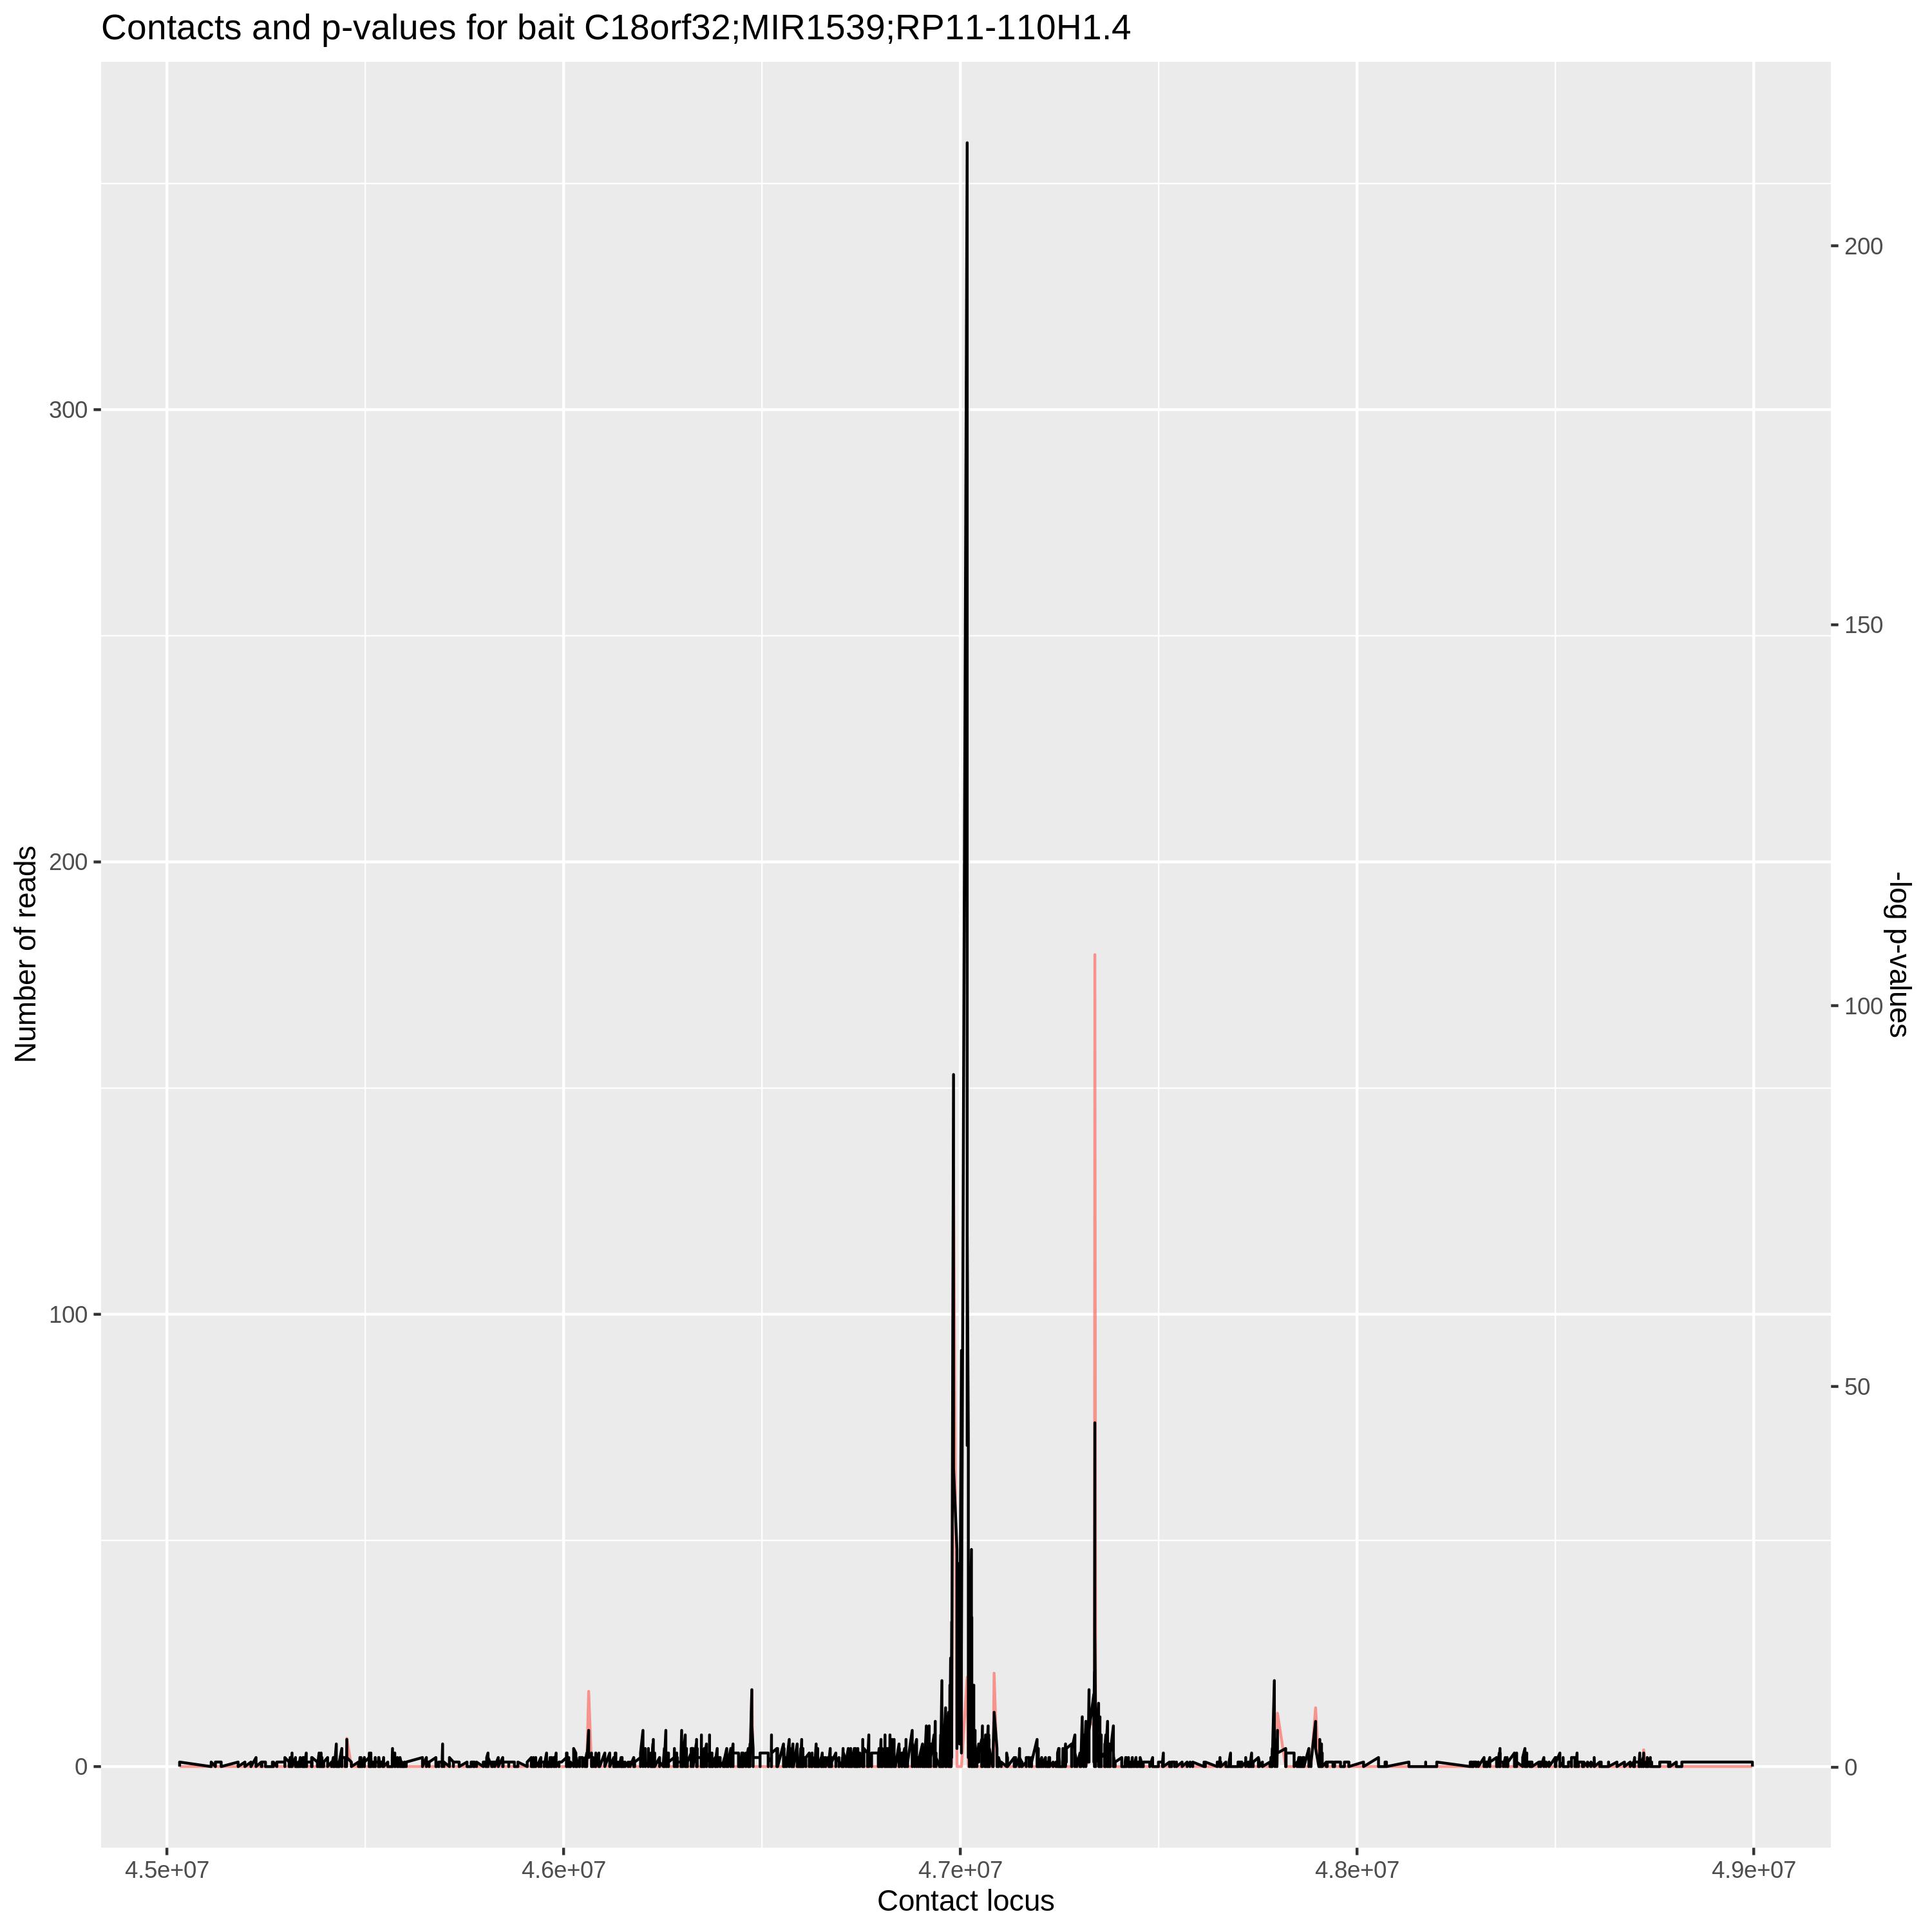 Contacts and p-values for bait C18orf32;MIR1539;RP11-110H1.4
Number of reads
300
200
100
0
200
150
100
50
0
-log p-values
4.5e+07
4.6e+07
4.7e+07
4.8e+07
4.9e+07
Contact locus